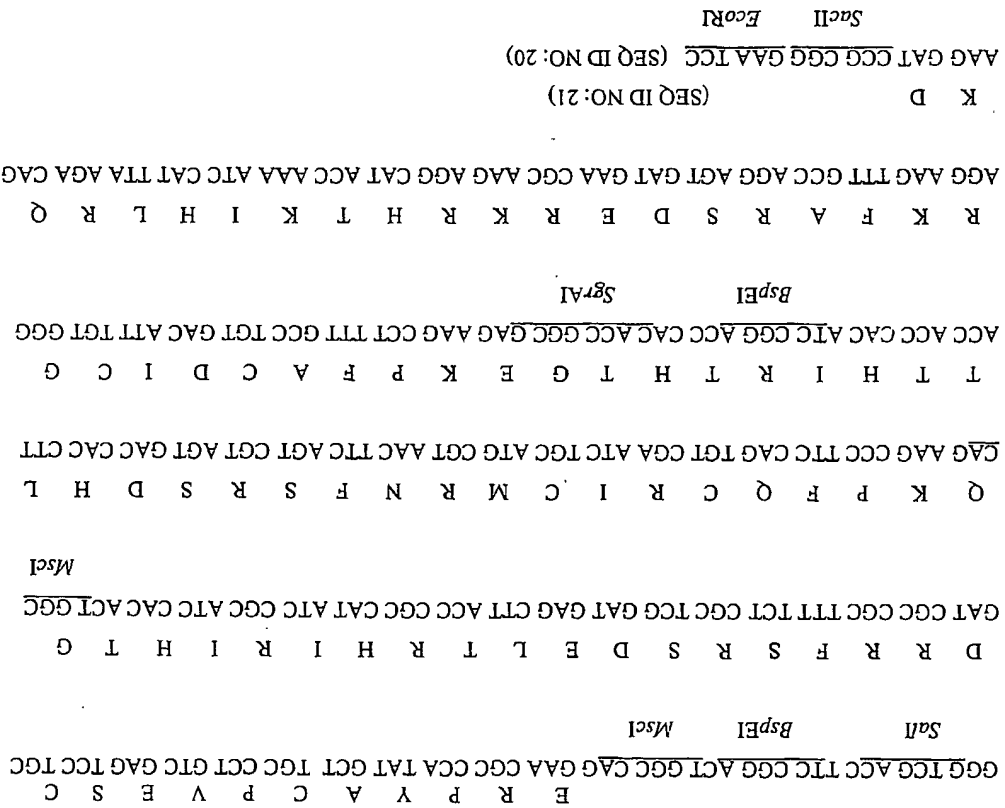 E R P Y A C P V E S C
GGG TCG ACC TTC CGG ACT GGC CAG GAA CGC CCA TAT GCT TGC CCT GTC GAG TCC TGC
SalI BspEI MscI
D R R F S R S D E L T R H I R I H T G
GAT CGC CGC TTT TCT CGC TCG GAT GAG CTT ACC CGC CAT ATC CGC ATC CAC ACT GGC
MscI
Q K P F Q C R I C M R N F S R S D H L
CAG AAG CCC TTC CAG TGT CGA ATC TGC ATG CGT AAC TTC AGT CGT AGT GAC CAC CTT
T T H I R T H T G E K P F A C D I C G
ACC ACC CAC ATC CGG ACC CAC ACC GGC GAG AAG CCT TTT GCC TGT GAC ATT TGT GGG
BspEI SgrAI
R K F A R S D E R K R H T K I H L R Q
AGG AAG TTT GCC AGG AGT GAT GAA CGC AAG AGG CAT ACC AAA ATC CAT TTA AGA CAG
K D (SEQ ID NO: 21)
AAG GAT CCG CGG GAA TCC (SEQ ID NO: 20)
SacII EcoRI